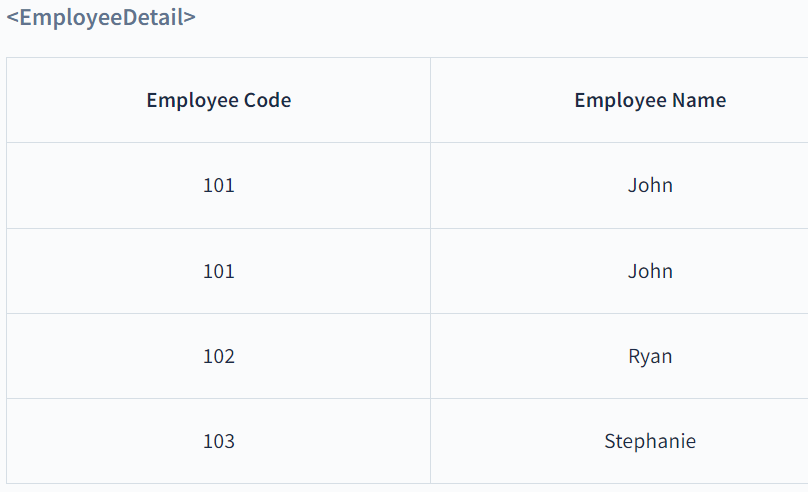 <EmployeeDetail>
Employee Code Employee Name
101 John
101 John
102 Ryan
103 Stephanie